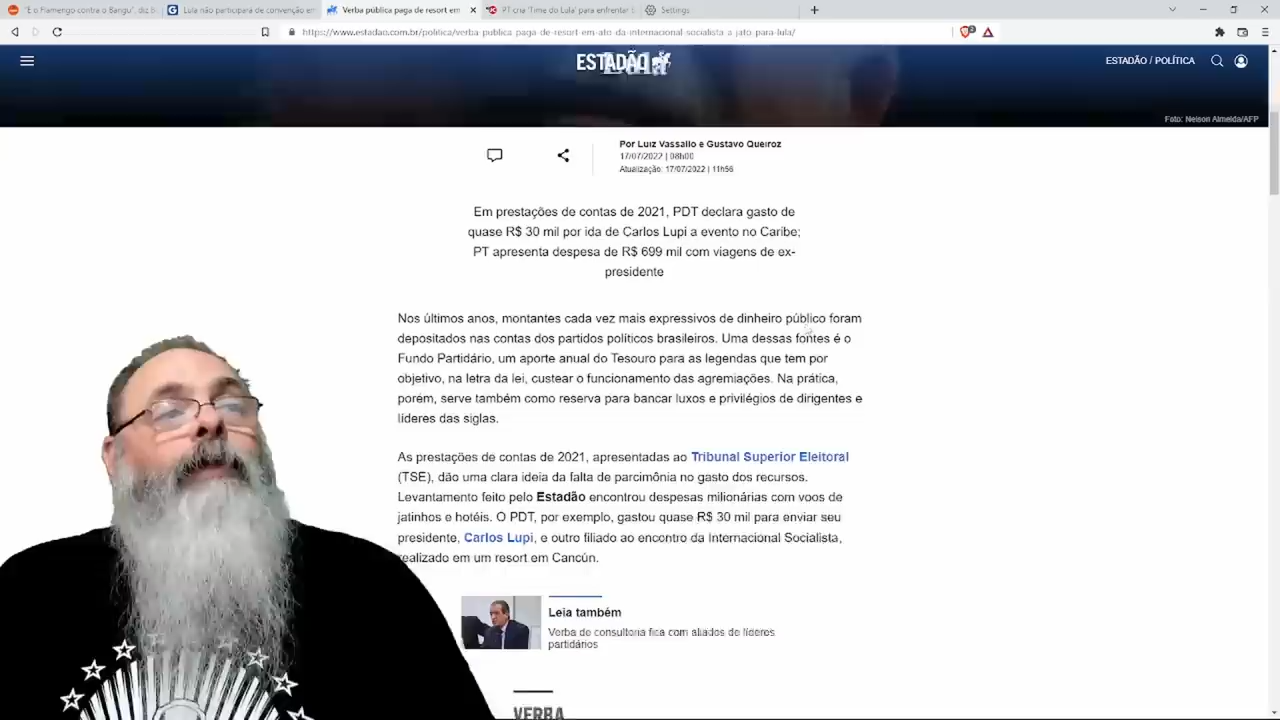 "É o Flamengo contra o Bangu", diz B
Lula não participará de convenção em
Verba pública paga de resort em
PT cria 'Time do Lula' para enfrentar
Settings
https://www.estadao.com.br/politica/verba-publica-paga-de-resort-em-ato-da-internacional-socialista-a-jato-para-lula/
ESTADÃO
ESTADÃO / POLÍTICA
Foto: Nelson Almeida/AFP
Por Luiz Vassallo e Gustavo Queiroz
17/07/2022 | 08h00
Atualização: 17/07/2022 | 11h56
Em prestações de contas de 2021, PDT declara gasto de
quase R$ 30 mil por ida de Carlos Lupi a evento no Caribe;
PT apresenta despesa de R$ 699 mil com viagens de ex-
presidente
Nos últimos anos, montantes cada vez mais expressivos de dinheiro público foram
depositados nas contas dos partidos políticos brasileiros. Uma dessas fontes é o
Fundo Partidário, um aporte anual do Tesouro para as legendas que tem por
objetivo, na letra da lei, custear o funcionamento das agremiações. Na prática,
porém, serve também como reserva para bancar luxos e privilégios de dirigentes e
líderes das siglas.
As prestações de contas de 2021, apresentadas ao Tribunal Superior Eleitoral
(TSE), dão uma clara ideia da falta de parcimônia no gasto dos recursos.
Levantamento feito pelo Estadão encontrou despesas milionárias com voos de
jatinhos e hotéis. O PDT, por exemplo, gastou quase R$ 30 mil para enviar seu
presidente, Carlos Lupi, e outro filiado ao encontro da Internacional Socialista,
realizado em um resort em Cancún.
Leia também
Verba de consultoria fica com aliados de líderes
partidários
VERBA